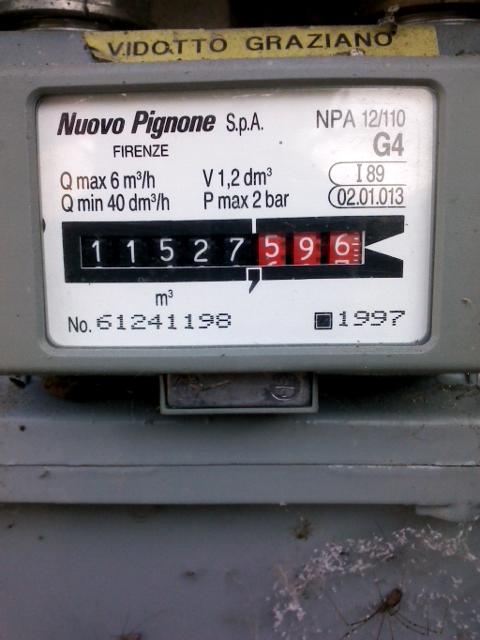 VIDOTTO GRAZIANO
Nuovo Pignone S.p.A. NPA 12/110
FIRENZE G4
Q max 6 m³/h V 1,2 dm³ I 89
Q min 40 dm³/h P max 2 bar 02.01.013
11527596
m³
No. 61241198 1997